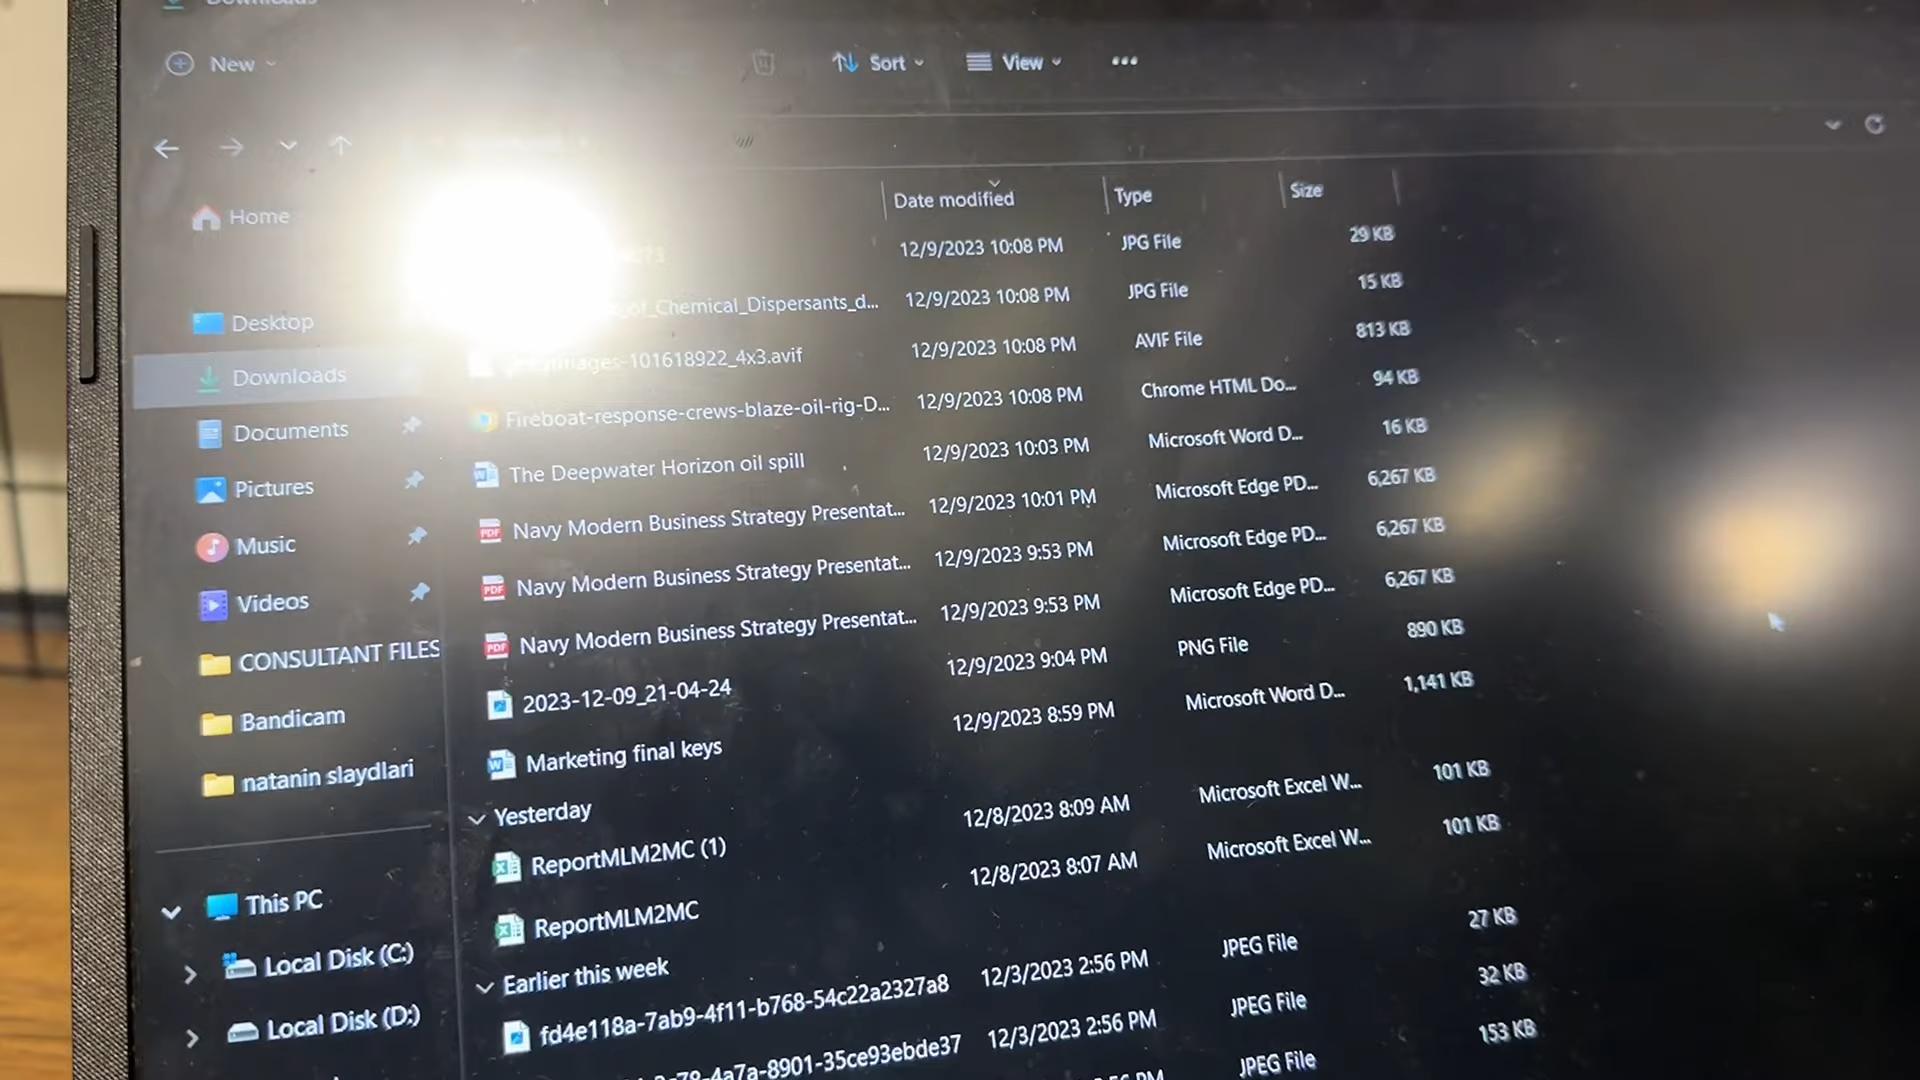 Downloads
New Sort View
Date modified Type Size
12/9/2023 10:08 PM JPG File 29 KB
_of_Chemical_Dispersants_d... 12/9/2023 10:08 PM JPG File 15 KB
images-101618922_4x3.avif 12/9/2023 10:08 PM AVIF File 813 KB
Fireboat-response-crews-blaze-oil-rig-D... 12/9/2023 10:08 PM Chrome HTML Do... 94 KB
The Deepwater Horizon oil spill 12/9/2023 10:03 PM Microsoft Word D... 16 KB
Navy Modern Business Strategy Presentat... 12/9/2023 10:01 PM Microsoft Edge PD... 6,267 KB
Navy Modern Business Strategy Presentat... 12/9/2023 9:53 PM Microsoft Edge PD... 6,267 KB
Navy Modern Business Strategy Presentat... 12/9/2023 9:53 PM Microsoft Edge PD... 6,267 KB
2023-12-09_21-04-24 12/9/2023 9:04 PM PNG File 890 KB
Marketing final keys 12/9/2023 8:59 PM Microsoft Word D... 1,141 KB
Yesterday
ReportMLM2MC (1) 12/8/2023 8:09 AM Microsoft Excel W... 101 KB
ReportMLM2MC 12/8/2023 8:07 AM Microsoft Excel W... 101 KB
Earlier this week
fd4e118a-7ab9-4f11-b768-54c22a2327a8 12/3/2023 2:56 PM JPEG File 27 KB
4a7a-8901-35ce93ebde37 12/3/2023 2:56 PM JPEG File 32 KB
JPEG File 153 KB
Home
Desktop
Downloads
Documents
Pictures
Music
Videos
CONSULTANT FILES
Bandicam
natanin slaydlari
This PC
Local Disk (C:)
Local Disk (D:)